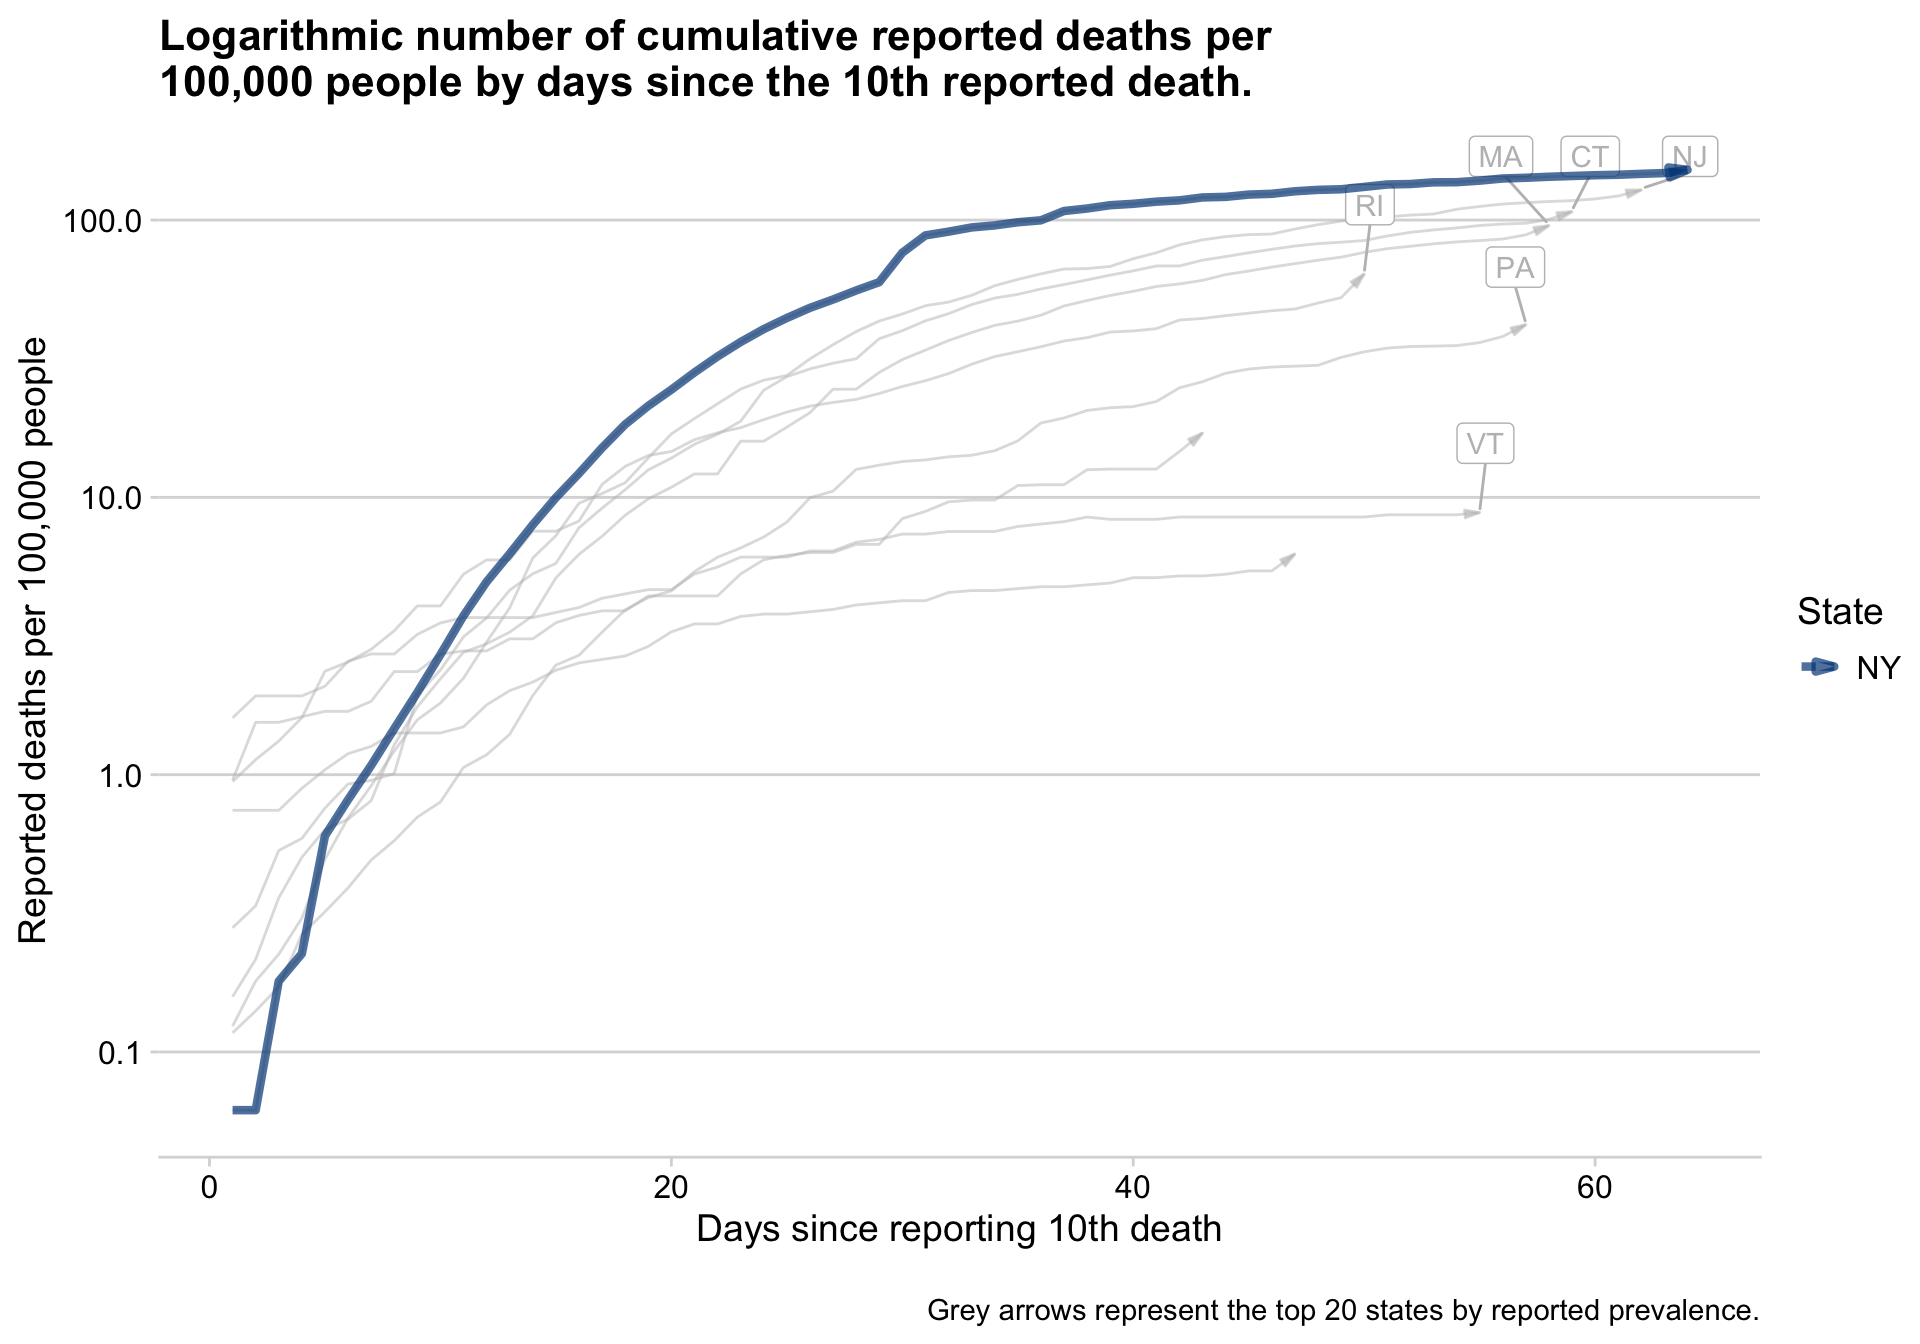 Logarithmic number of cumulative reported deaths per
100,000 people by days since the 10th reported death.
MA
CT
NJ
RI
PA
VT
100.0
10.0
1.0
0.1
Reported deaths per 100,000 people
0
20
40
60
Days since reporting 10th death
State
NY
Grey arrows represent the top 20 states by reported prevalence.